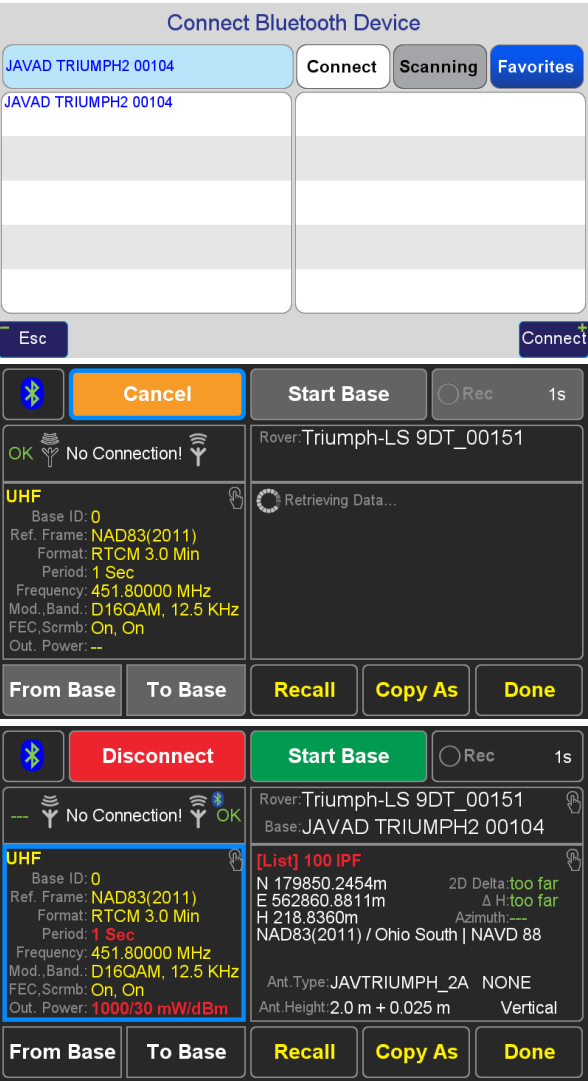 Connect Bluetooth Device
JAVAD TRIUMPH2 00104
Connect
Scanning
Favorites
JAVAD TRIUMPH2 00104
Esc
Connect
Cancel
Start Base
Rec 1s
OK No Connection!
Rover:Triumph-LS 9DT_00151
UHF
Base ID: 0
Ref. Frame: NAD83(2011)
Format: RTCM 3.0 Min
Period: 1 Sec
Frequency: 451.80000 MHz
Mod.,Band.: D16QAM, 12.5 KHz
FEC,Scrmb: On, On
Out. Power: --
Retrieving Data...
From Base
To Base
Recall
Copy As
Done
Disconnect
Start Base
Rec 1s
--- No Connection! OK
Rover:Triumph-LS 9DT_00151
Base:JAVAD TRIUMPH2 00104
UHF
Base ID: 0
Ref. Frame: NAD83(2011)
Format: RTCM 3.0 Min
Period: 1 Sec
Frequency: 451.80000 MHz
Mod.,Band.: D16QAM, 12.5 KHz
FEC,Scrmb: On, On
Out. Power: 1000/30 mW/dBm
[List] 100 IPF
N 179850.2454m 2D Delta:too far
E 562860.8811m Δ H:too far
H 218.8360m Azimuth:---
NAD83(2011) / Ohio South | NAVD 88
Ant.Type:JAVTRIUMPH_2A NONE
Ant.Height:2.0 m + 0.025 m Vertical
From Base
To Base
Recall
Copy As
Done